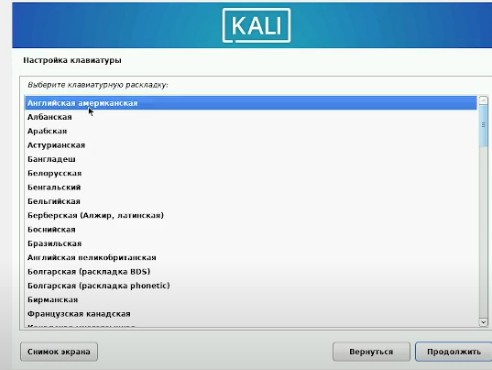 KALI
Настройка клавиатуры
Выберите клавиатурную раскладку:
Английская американская
Албанская
Арабская
Астурианская
Бангладеш
Белорусская
Бенгальский
Бельгийская
Берберская (Алжир, латинская)
Боснийская
Бразильская
Английская великобританская
Болгарская (раскладка BDS)
Болгарская (раскладка phonetic)
Бирманская
Французская канадская
Снимок экрана
Вернуться
Продолжить